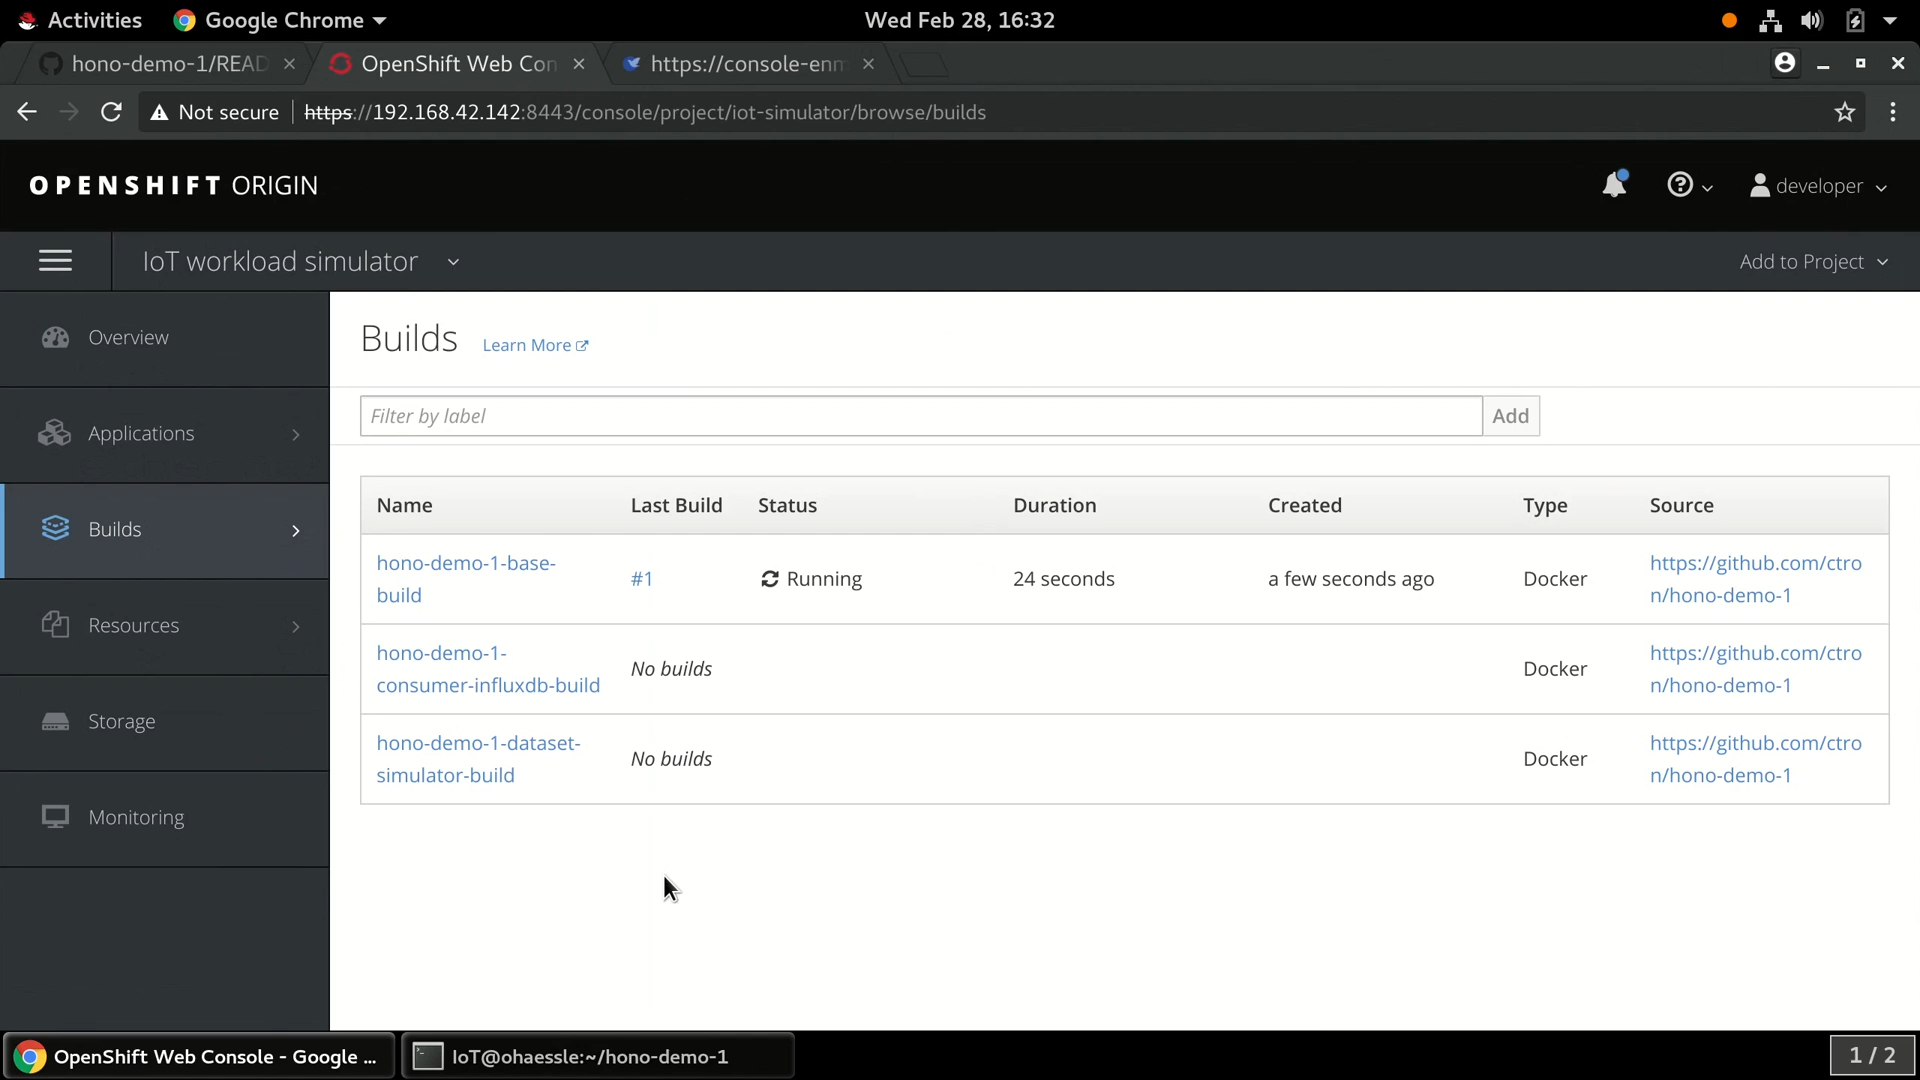 Activities
Google Chrome
Wed Feb 28, 16:32
hono-demo-1/READ
OpenShift Web Con
https://console-enm
Not secure
https://192.168.42.142:8443/console/project/iot-simulator/browse/builds
OPENSHIFT ORIGIN
developer
IoT workload simulator
Add to Project
Overview
Applications
Builds
Resources
Storage
Monitoring
Builds
Learn More
Filter by label
Add
Name Last Build Status Duration Created Type Source
hono-demo-1-base-
build
#1
Running
24 seconds
a few seconds ago
Docker
https://github.com/ctro
n/hono-demo-1
hono-demo-1-
consumer-influxdb-build
No builds
Docker
https://github.com/ctro
n/hono-demo-1
hono-demo-1-dataset-
simulator-build
No builds
Docker
https://github.com/ctro
n/hono-demo-1
OpenShift Web Console - Google ...
IoT@ohaessle:~/hono-demo-1
1 / 2